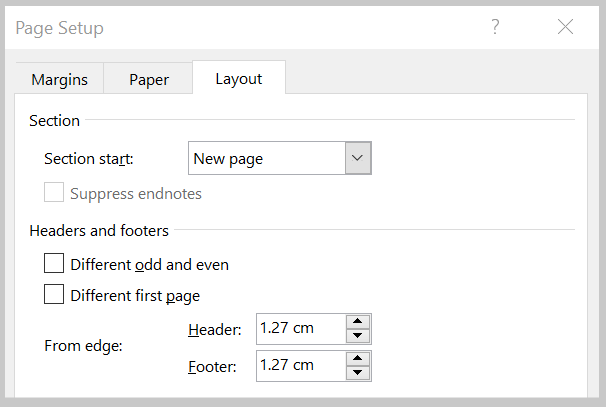 Page Setup ?
Margins Paper Layout
Section
Section start: New page
Suppress endnotes
Headers and footers
Different odd and even
Different first page
From edge:
Header: 1.27 cm
Footer: 1.27 cm